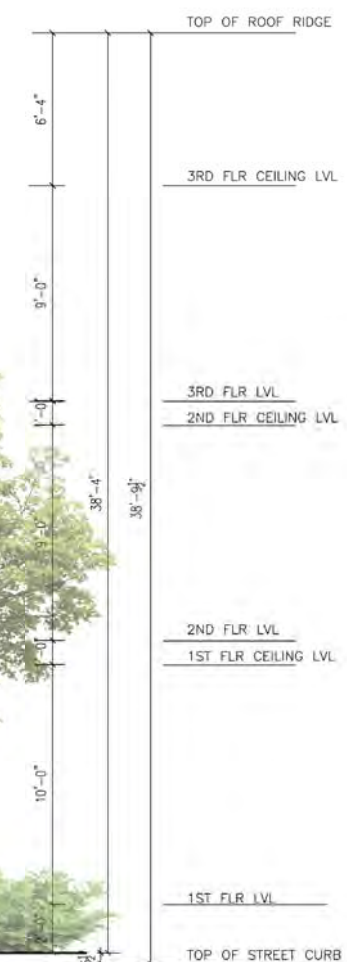 TOP OF ROOF RIDGE
6'-4"
3RD FLR CEILING LVL
9'-0"
3RD FLR LVL
1'-0"
2ND FLR CEILING LVL
38'-4"
38'-9½"
9'-0"
2ND FLR LVL
1ST FLR CEILING LVL
10'-0"
1ST FLR LVL
2'-0"
TOP OF STREET CURB